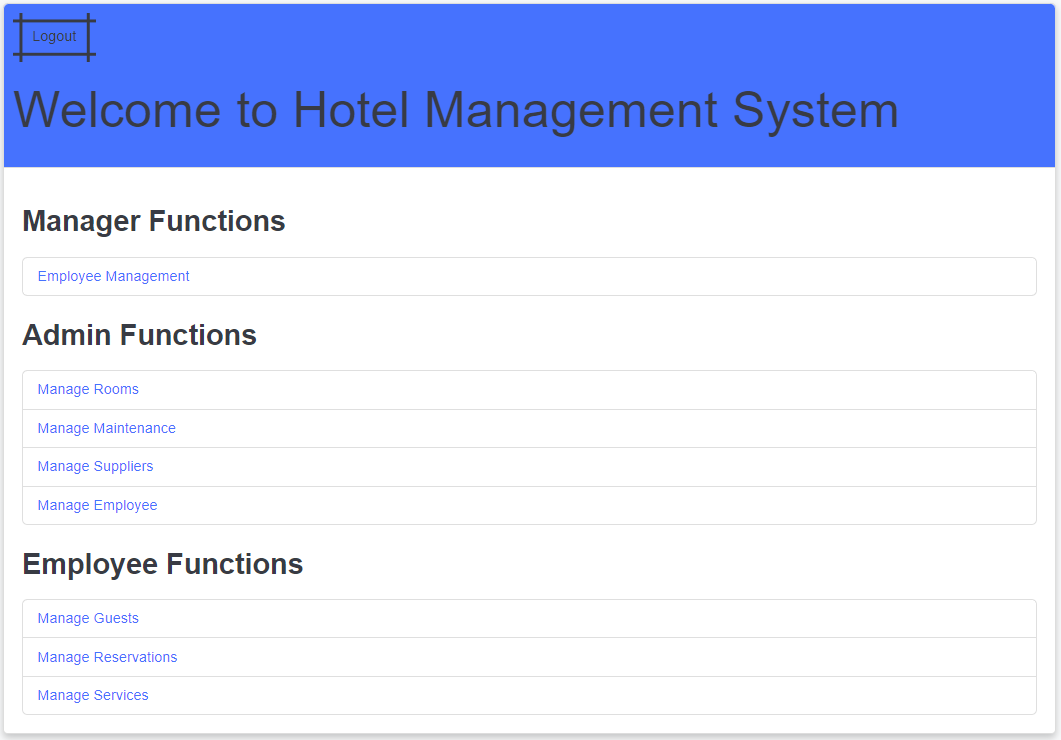 Logout
Welcome to Hotel Management System
Manager Functions
Employee Management
Admin Functions
Manage Rooms
Manage Maintenance
Manage Suppliers
Manage Employee
Employee Functions
Manage Guests
Manage Reservations
Manage Services